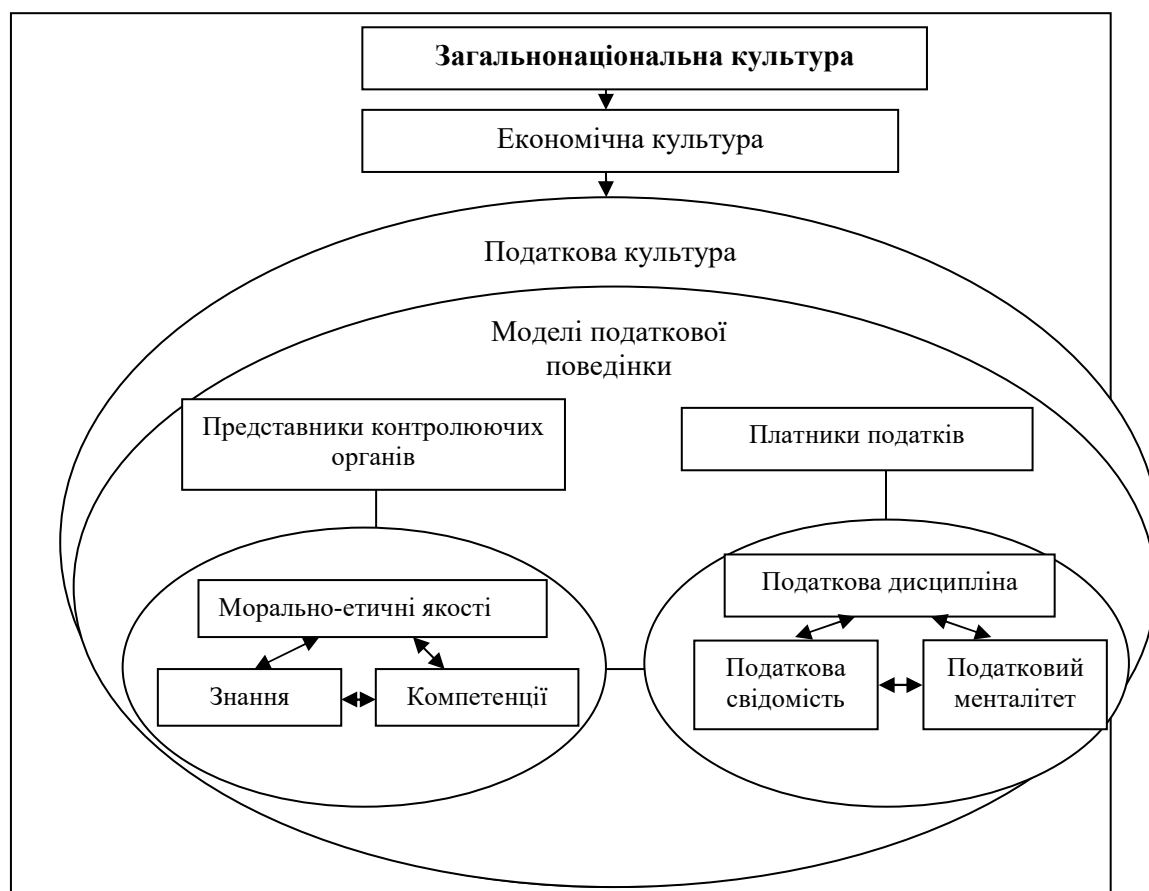 Загальнонаціональна культура
Економічна культура
Податкова культура
Моделі податкової
поведінки
Представники контролюючих
органів
Платники податків
Морально-етичні якості
Знання
Компетенції
Податкова дисципліна
Податкова
свідомість
Податковий
менталітет